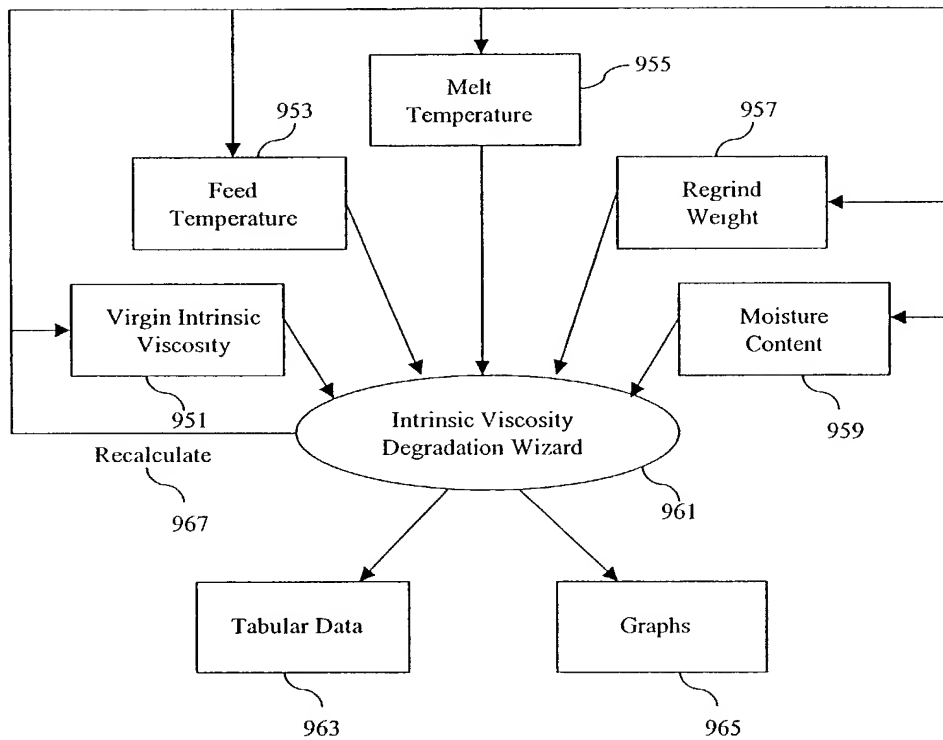 955
Melt
Temperature
953
957
Feed
Temperature
Regrind
Weight
Virgin Intrinsic
Viscosity
Moisture
Content
951
Intrinsic Viscosity
Degradation Wizard
959
Recalculate
967
961
Tabular Data
Graphs
963
965